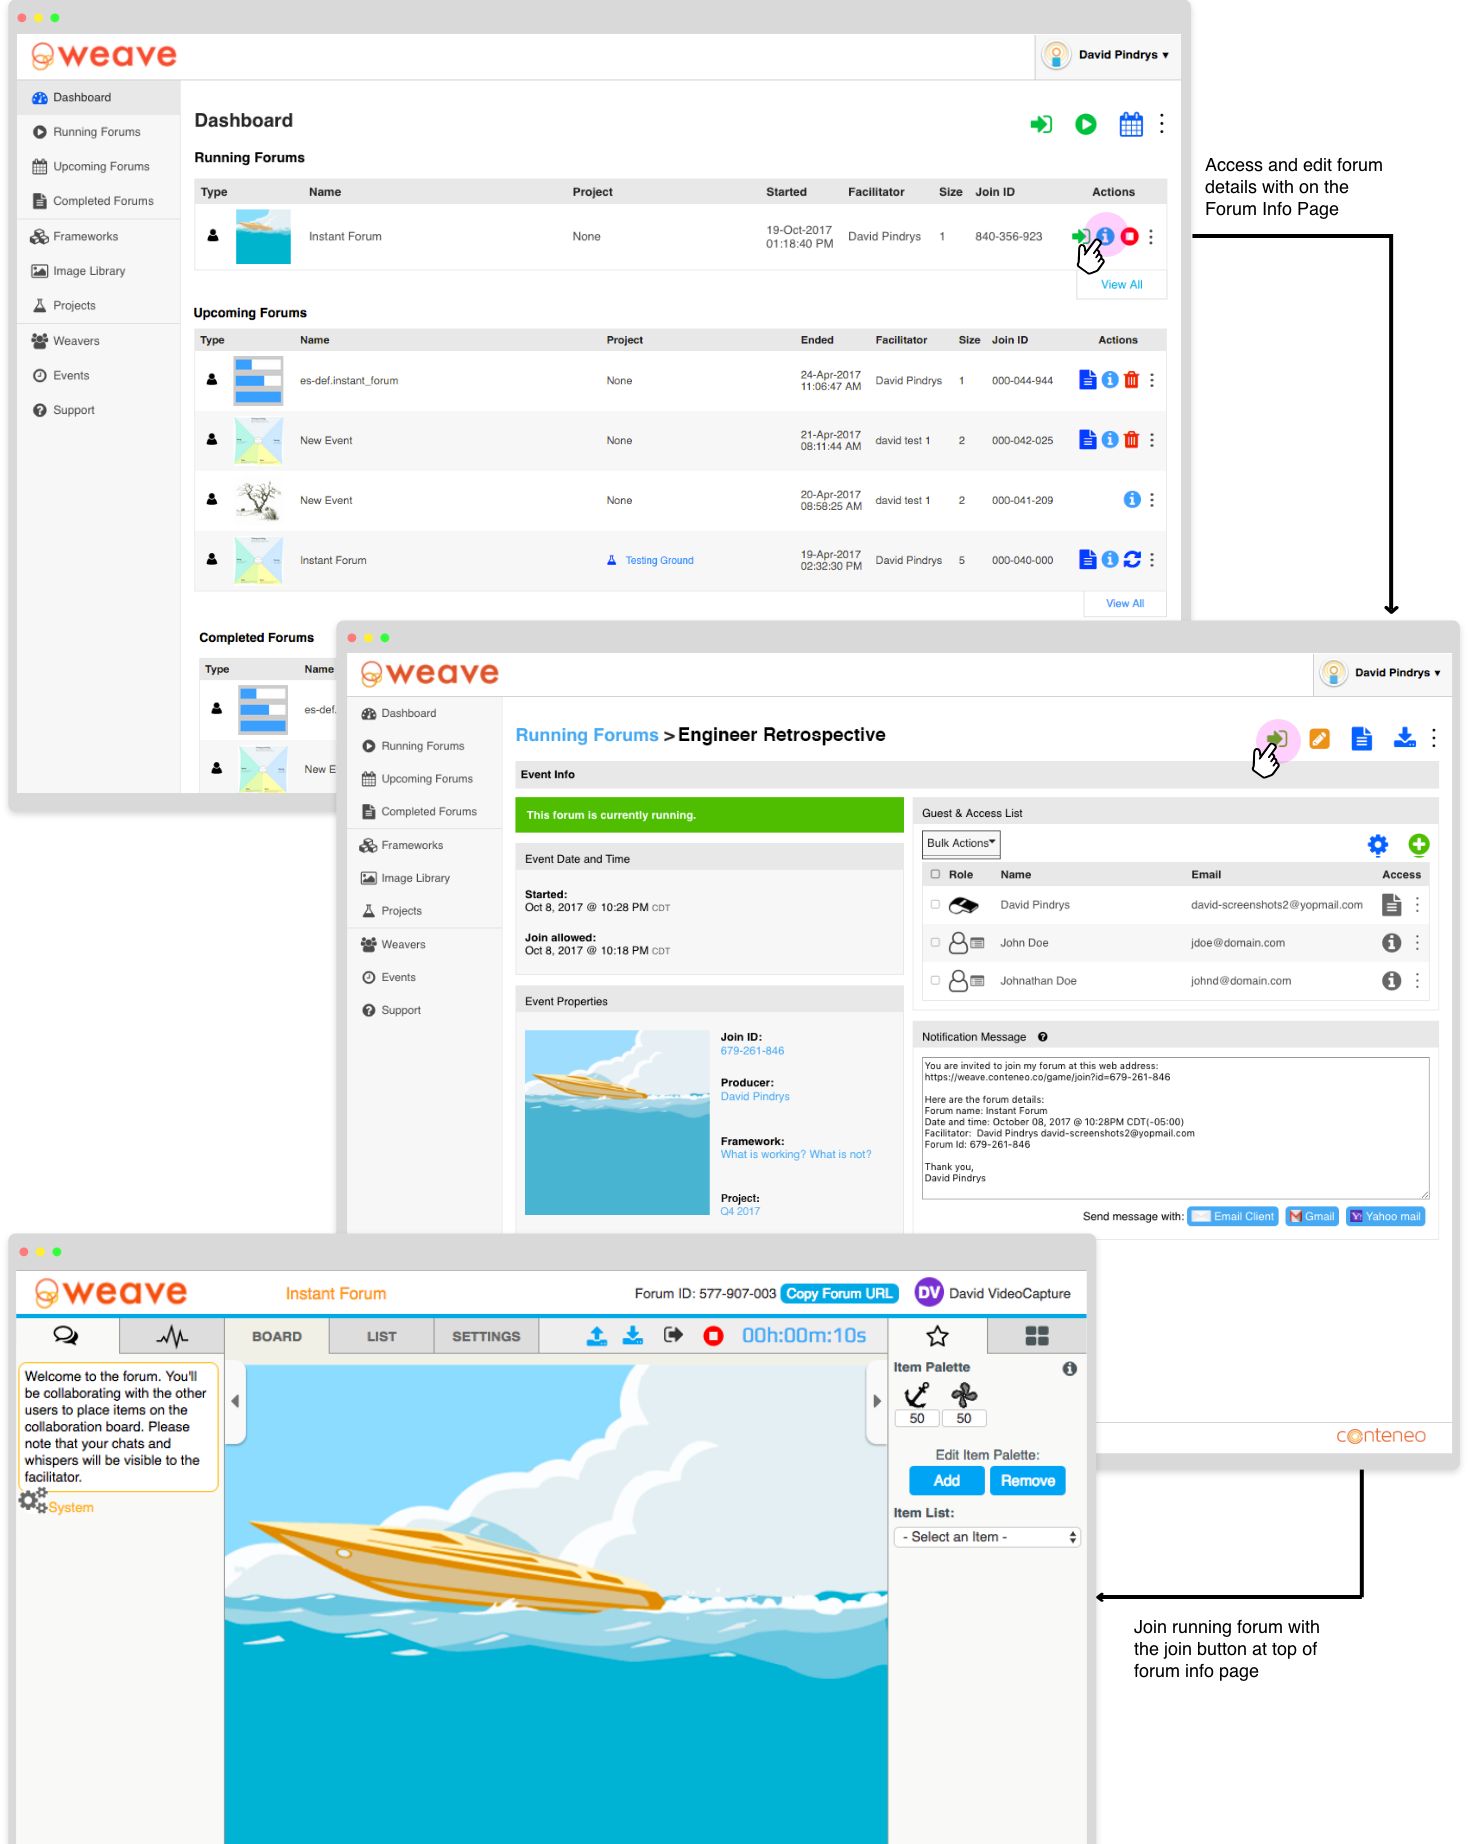 weave
David Pindrys ▾
Dashboard
Running Forums
Upcoming Forums
Completed Forums
Frameworks
Image Library
Projects
Weavers
Events
Support
Dashboard
Running Forums
Type Name Project Started Facilitator Size Join ID Actions
Instant Forum None 19-Oct-2017 01:18:40 PM David Pindrys 1 840-356-923
View All
Upcoming Forums
Type Name Project Ended Facilitator Size Join ID Actions
es-def.instant_forum None 24-Apr-2017 11:06:47 AM David Pindrys 1 000-044-944
New Event None 21-Apr-2017 08:11:44 AM david test 1 2 000-042-025
New Event None 20-Apr-2017 08:58:25 AM david test 1 2 000-041-209
Instant Forum Testing Ground 19-Apr-2017 02:32:30 PM David Pindrys 5 000-040-000
View All
Completed Forums
Type Name
es-def.
New E
Access and edit forum
details with on the
Forum Info Page
weave
David Pindrys ▾
Dashboard
Running Forums
Upcoming Forums
Completed Forums
Frameworks
Image Library
Projects
Weavers
Events
Support
Running Forums > Engineer Retrospective
Event Info
This forum is currently running.
Event Date and Time
Started:
Oct 8, 2017 @ 10:28 PM CDT
Join allowed:
Oct 8, 2017 @ 10:18 PM CDT
Event Properties
Join ID:
679-261-846
Producer:
David Pindrys
Framework:
What is working? What is not?
Project:
Q4 2017
Guest & Access List
Bulk Actions
Role Name Email Access
David Pindrys david-screenshots2@yopmail.com
John Doe jdoe@domain.com
Johnathan Doe johnd@domain.com
Notification Message
You are invited to join my forum at this web address:
https://weave.conteneo.co/game/join?id=679-261-846
Here are the forum details:
Forum name: Instant Forum
Date and time: October 08, 2017 @ 10:28PM CDT(-05:00)
Facilitator: David Pindrys david-screenshots2@yopmail.com
Forum Id: 679-261-846
Thank you,
David Pindrys
Send message with: Email Client Gmail Yahoo mail
conteneo
weave
Instant Forum
Forum ID: 577-907-003 Copy Forum URL DV David VideoCapture
BOARD LIST SETTINGS 00h:00m:10s
Welcome to the forum. You'll
be collaborating with the other
users to place items on the
collaboration board. Please
note that your chats and
whispers will be visible to the
facilitator.
System
Item Palette
50 50
Edit Item Palette:
Add Remove
Item List:
- Select an Item -
Join running forum with
the join button at top of
forum info page